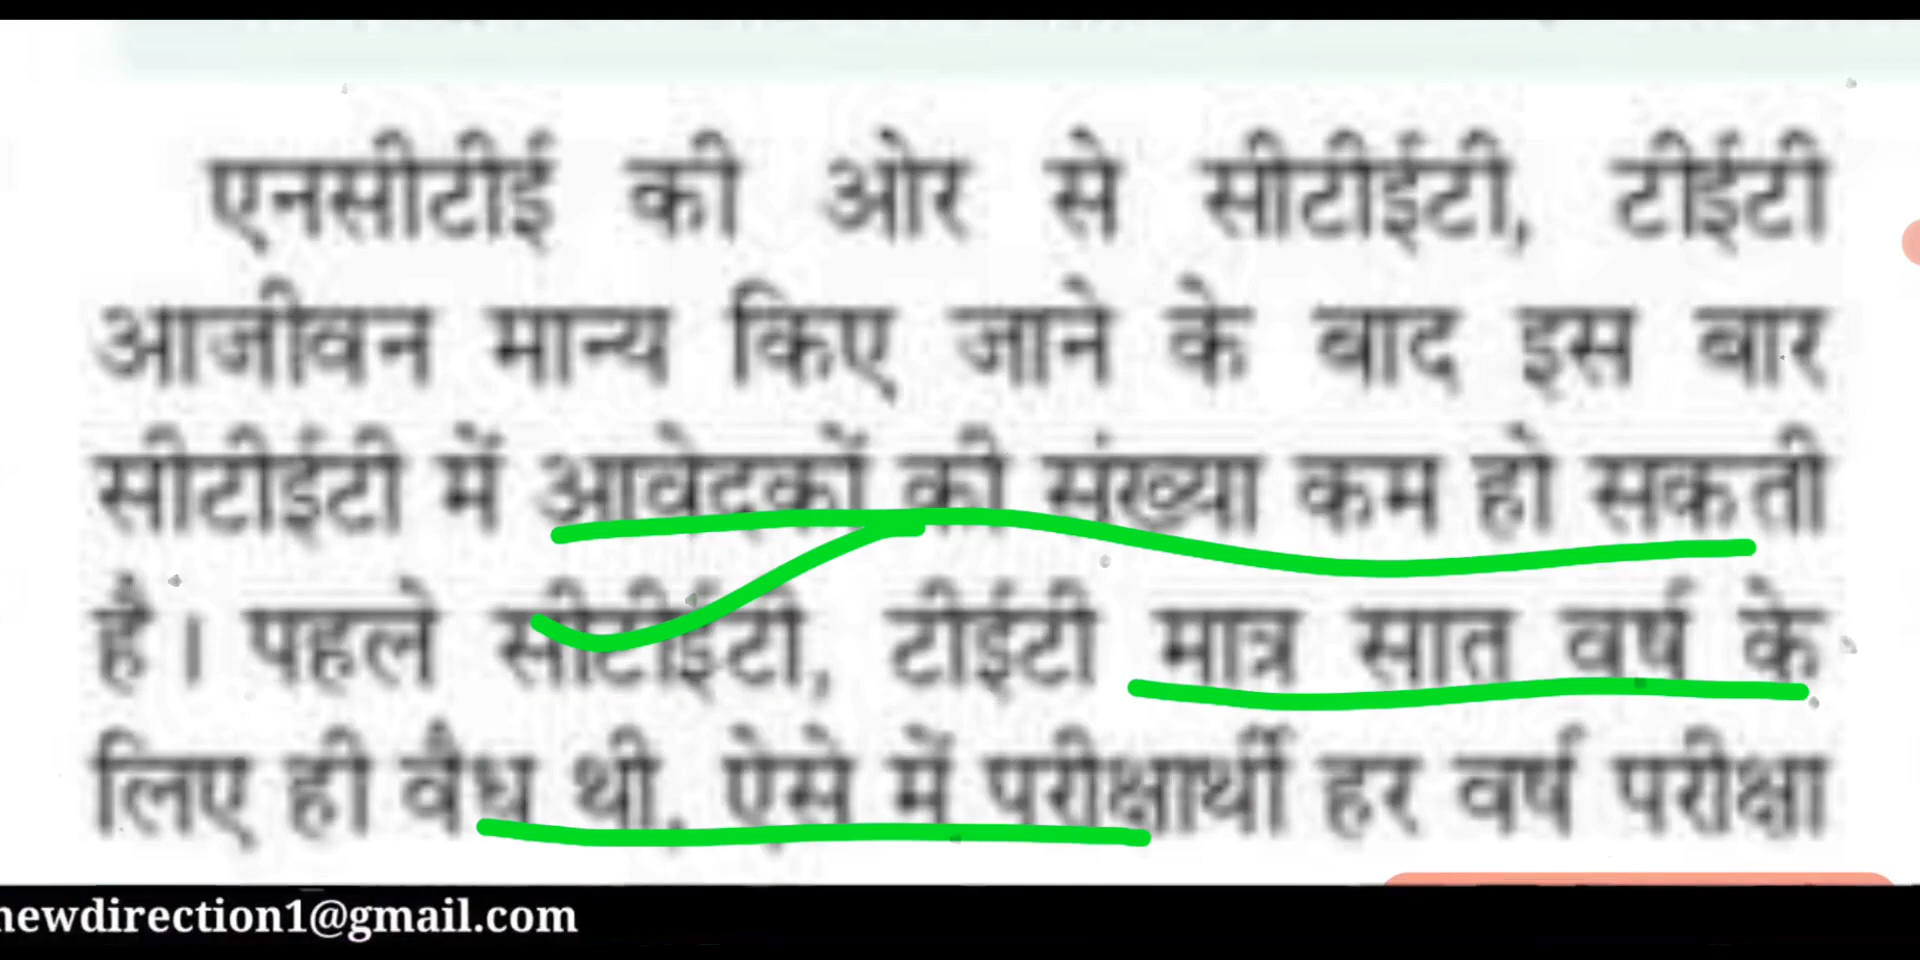 एनसीटीई की ओर से सीटीईटी, टीईटी
आजीवन मान्य किए जाने के बाद इस बार
सीटीईटी में आवेदकों की संख्या कम हो सकती
है। पहले सीटीईटी, टीईटी मात्र सात वर्ष के
लिए ही वैध थी, ऐसे में परीक्षार्थी हर वर्ष परीक्षा
newdirection1@gmail.com